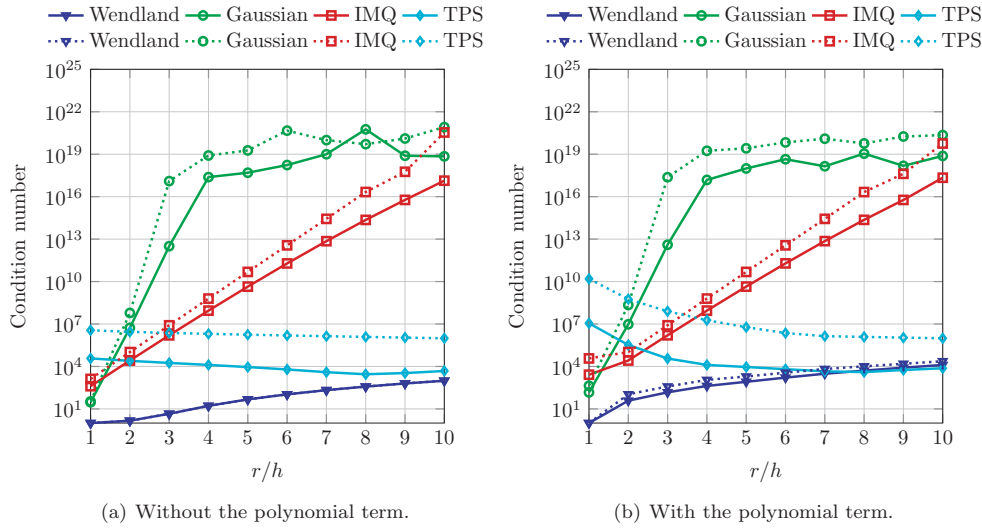 Wendland Gaussian IMQ TPS
Wendland Gaussian IMQ TPS
10^25
10^22
10^19
10^16
10^13
10^10
10^7
10^4
10^1
Condition number
1 2 3 4 5 6 7 8 9 10
r/h
(a) Without the polynomial term.
Wendland Gaussian IMQ TPS
Wendland Gaussian IMQ TPS
10^25
10^22
10^19
10^16
10^13
10^10
10^7
10^4
10^1
Condition number
1 2 3 4 5 6 7 8 9 10
r/h
(b) With the polynomial term.